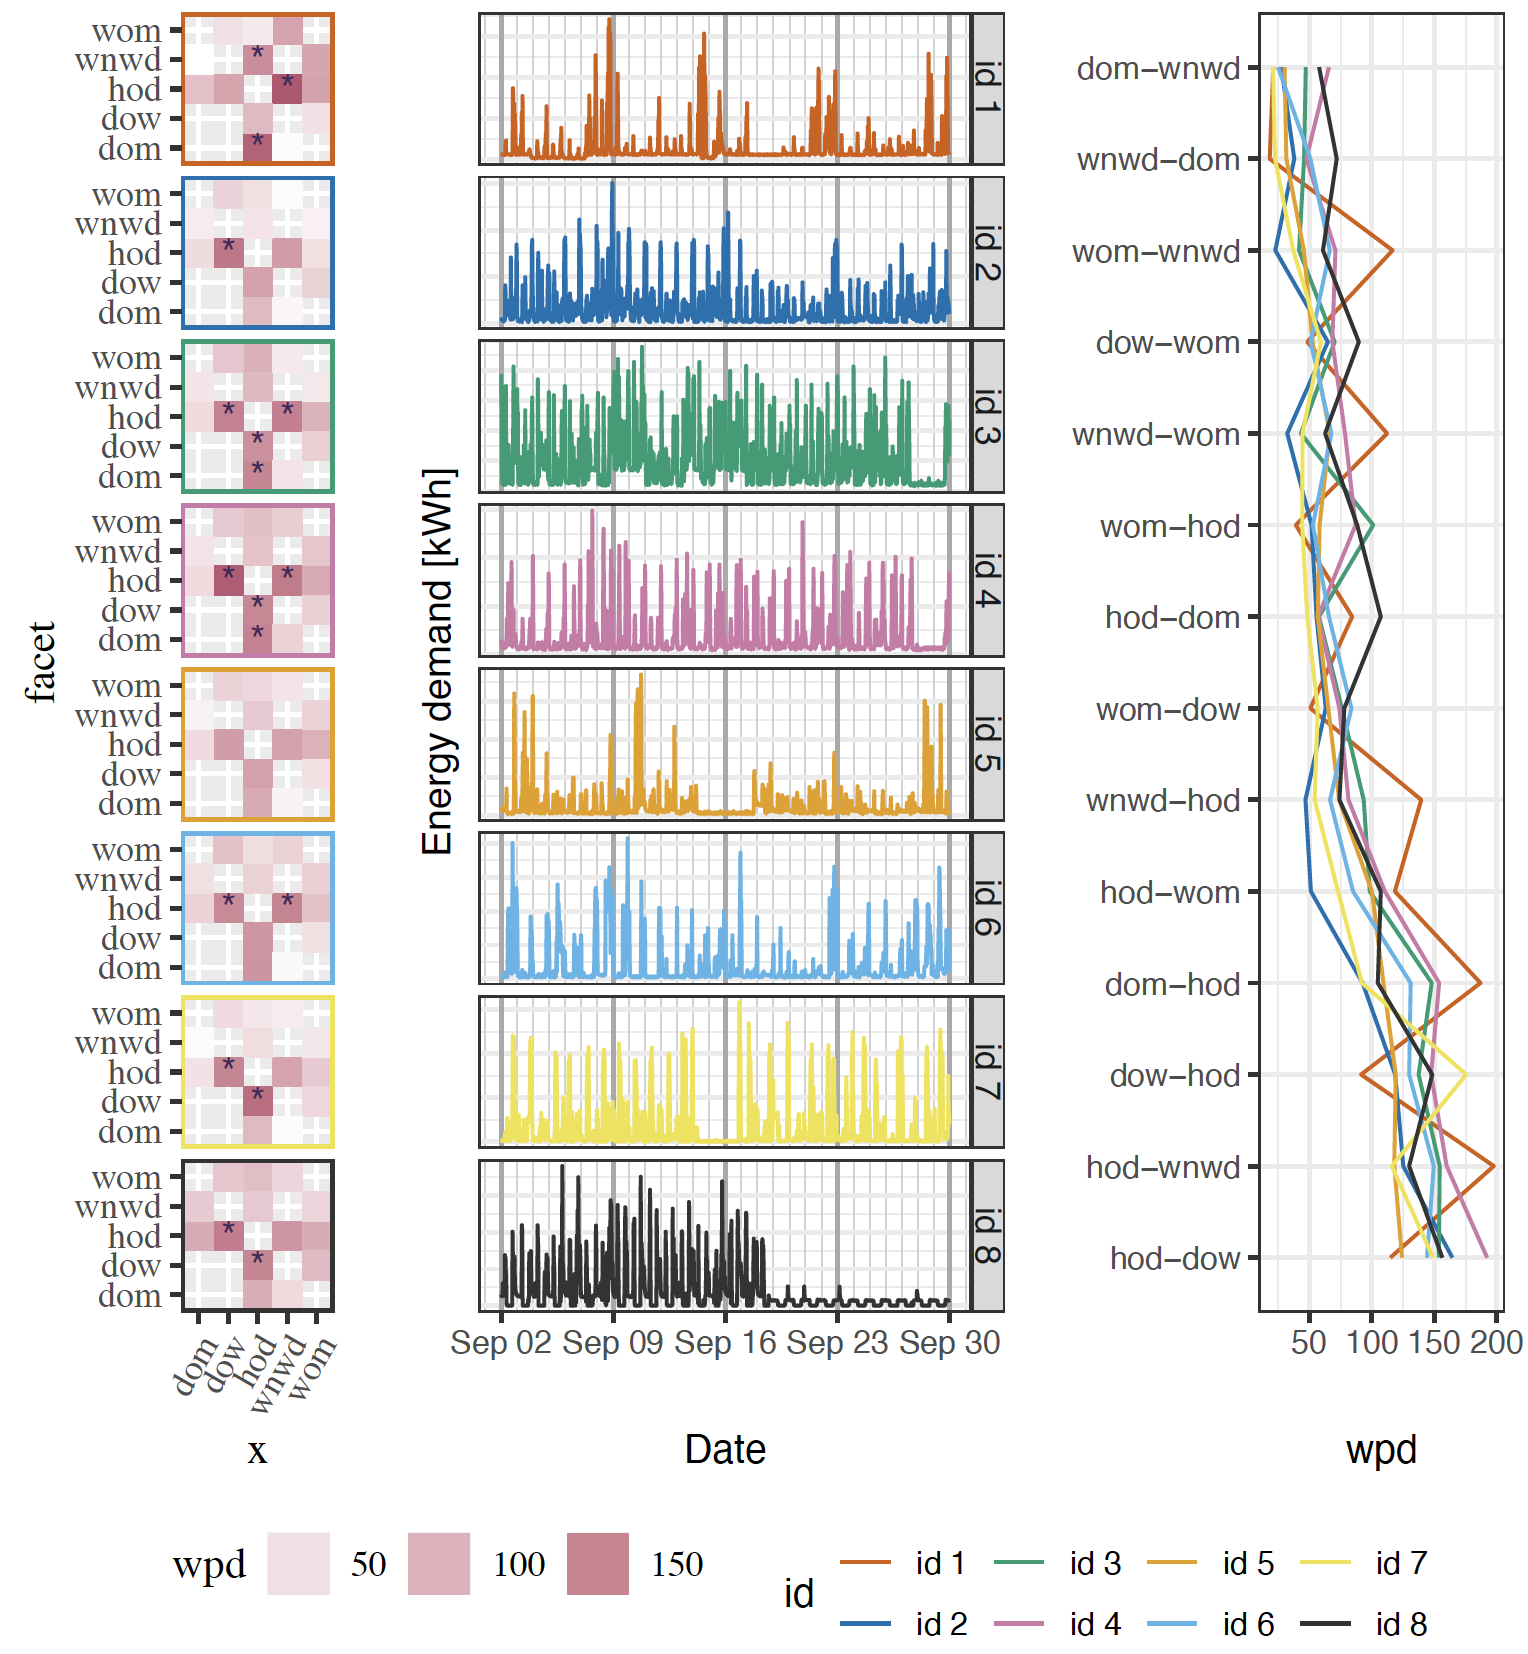 facet
wom
wnwd
hod *
dow
dom *
*
*
wom
wnwd
hod *
dow
dom
wom
wnwd
hod * *
dow *
dom *
wom
wnwd
hod * *
dow *
dom *
wom
wnwd
hod
dow
dom
wom
wnwd
hod * *
dow
dom
wom
wnwd
hod *
dow *
dom
wom
wnwd
hod *
dow *
dom
dom dow hod wnwd wom
x
Energy demand [kWh]
id 1
id 2
id 3
id 4
id 5
id 6
id 7
id 8
Sep 02 Sep 09 Sep 16 Sep 23 Sep 30
Date
dom−wnwd
wnwd−dom
wom−wnwd
dow−wom
wnwd−wom
wom−hod
hod−dom
wom−dow
wnwd−hod
hod−wom
dom−hod
dow−hod
hod−wnwd
hod−dow
50 100 150 200
wpd
wpd 50 100 150
id
id 1 id 3 id 5 id 7
id 2 id 4 id 6 id 8